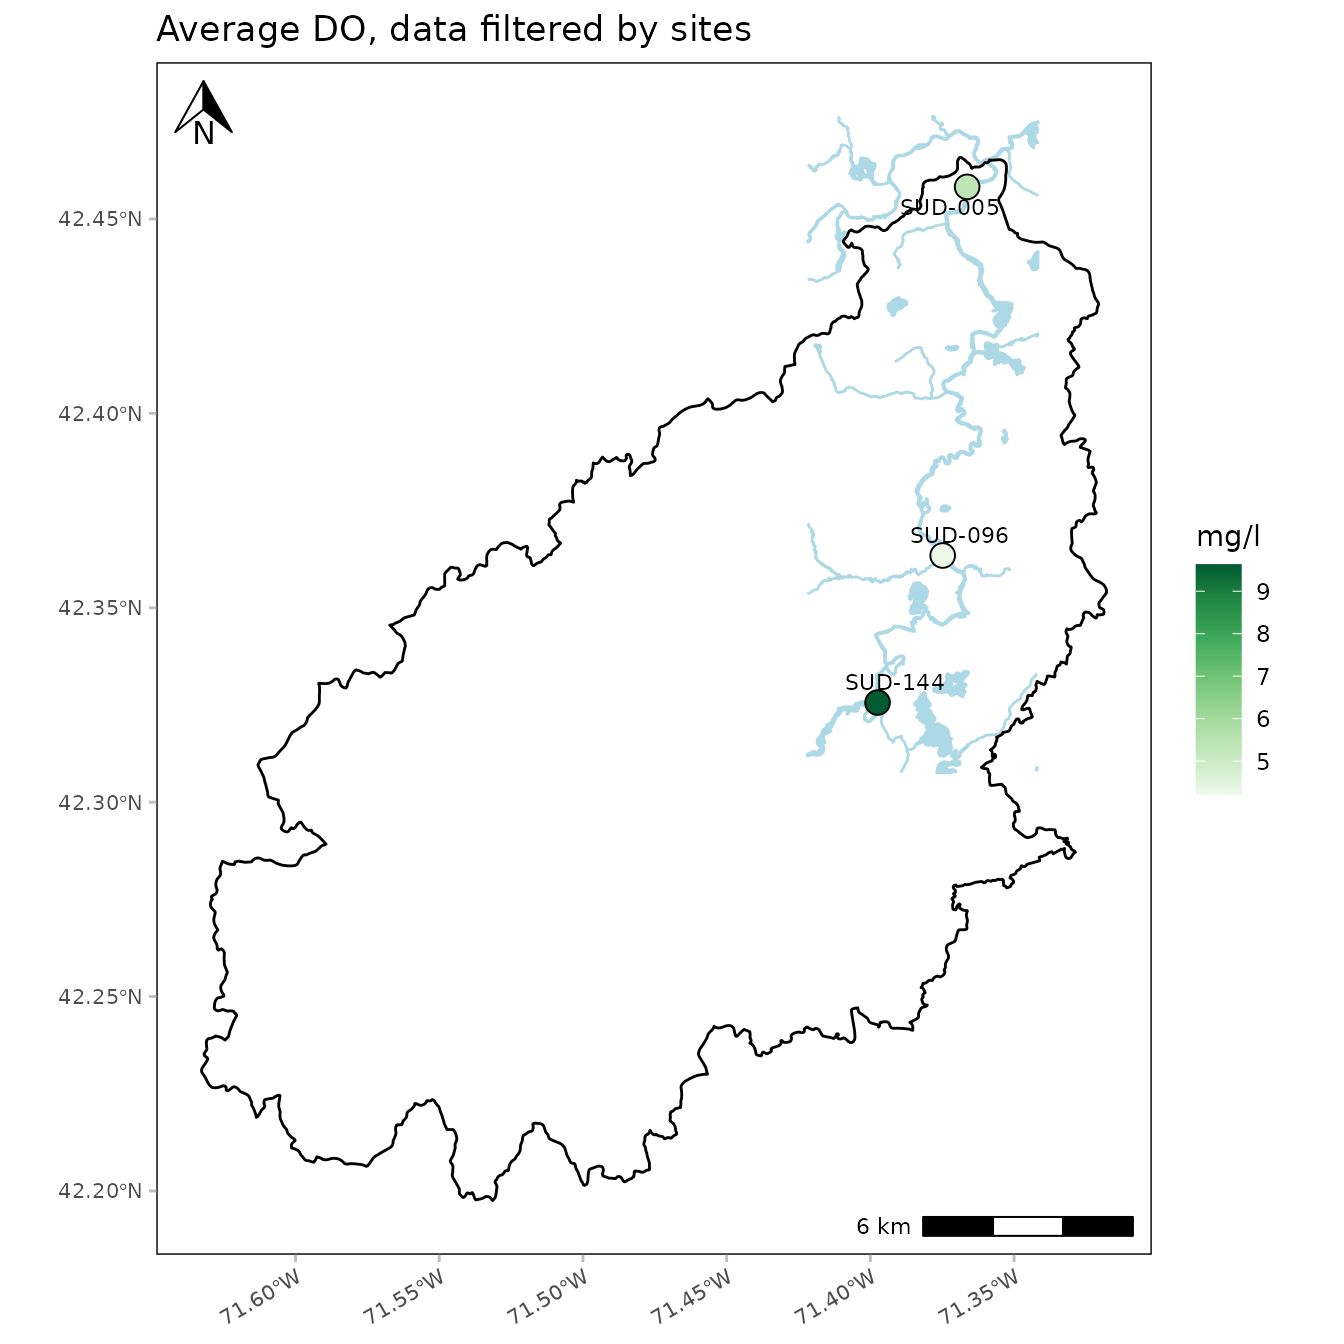 Average DO, data filtered by sites
N
42.45°N
42.40°N
42.35°N
42.30°N
42.25°N
42.20°N
SUD-005
SUD-096
SUD-144
6 km
71.60°W
71.55°W
71.50°W
71.45°W
71.40°W
71.35°W
mg/l
9
8
7
6
5